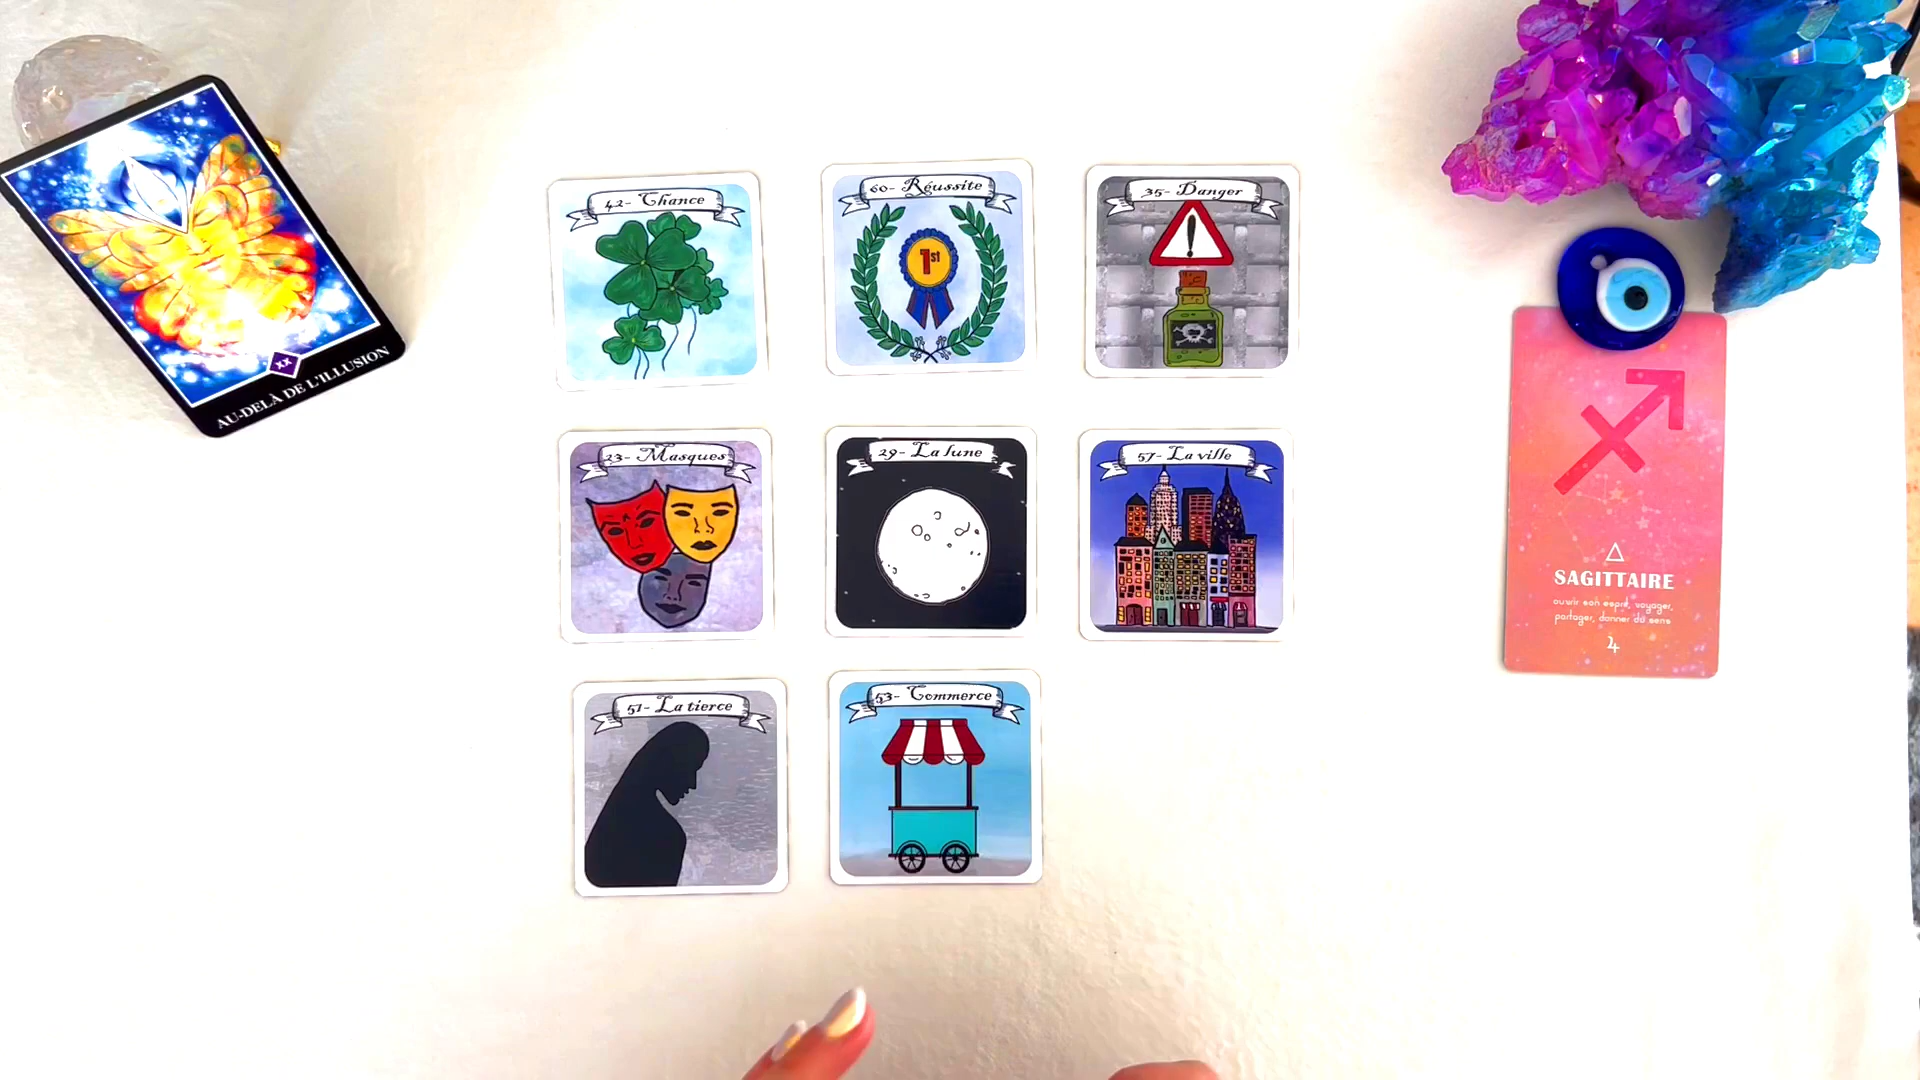 42- Chance
60- Réussite
1st
35- Danger
23- Masques
29- La lune
57- La ville
51- La tierce
53- Commerce
XX
AU-DELÀ DE L'ILLUSION
SAGITTAIRE
ouvrir son esprit, voyager,
partager, donner du sens